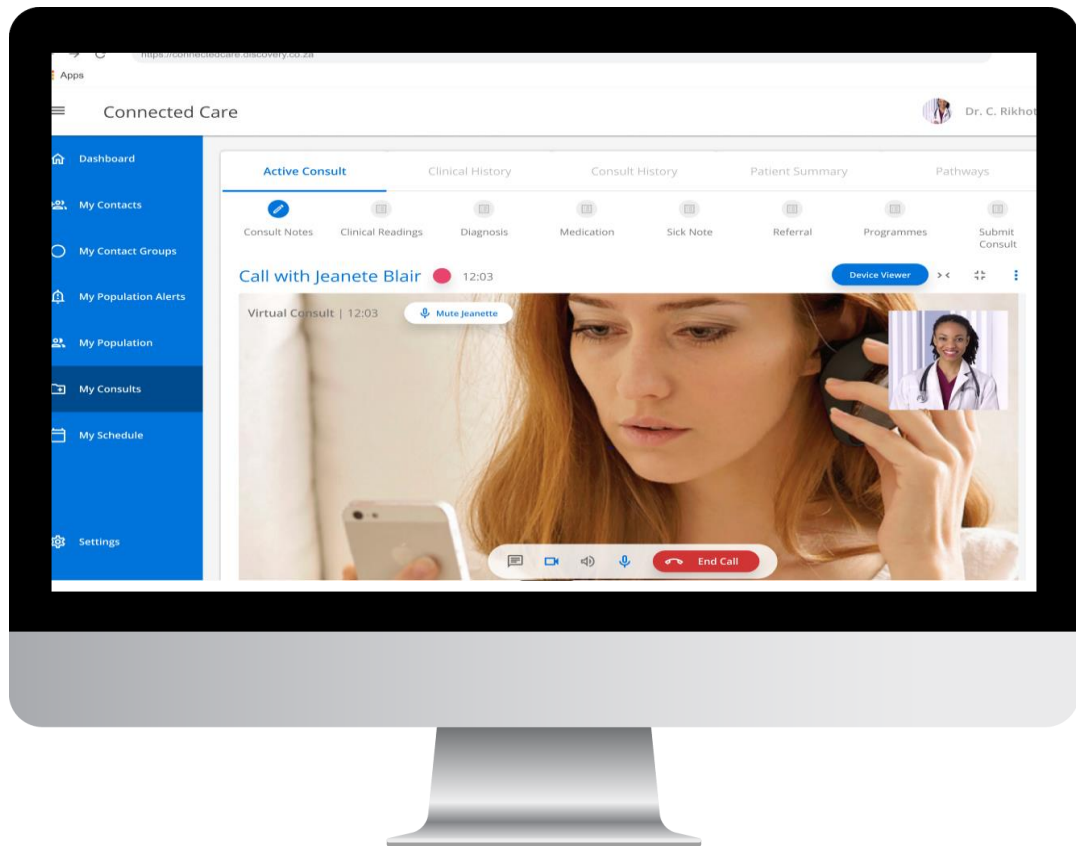 https://connectedcare.discovery.co.za
Apps
Connected Care
Dr. C. Rikhot
Dashboard
My Contacts
My Contact Groups
My Population Alerts
My Population
My Consults
My Schedule
Settings
Active Consult Clinical History Consult History Patient Summary Pathways
Consult Notes Clinical Readings Diagnosis Medication Sick Note Referral Programmes Submit Consult
Call with Jeanete Blair 12:03
Device Viewer
Virtual Consult | 12:03
Mute Jeanette
End Call